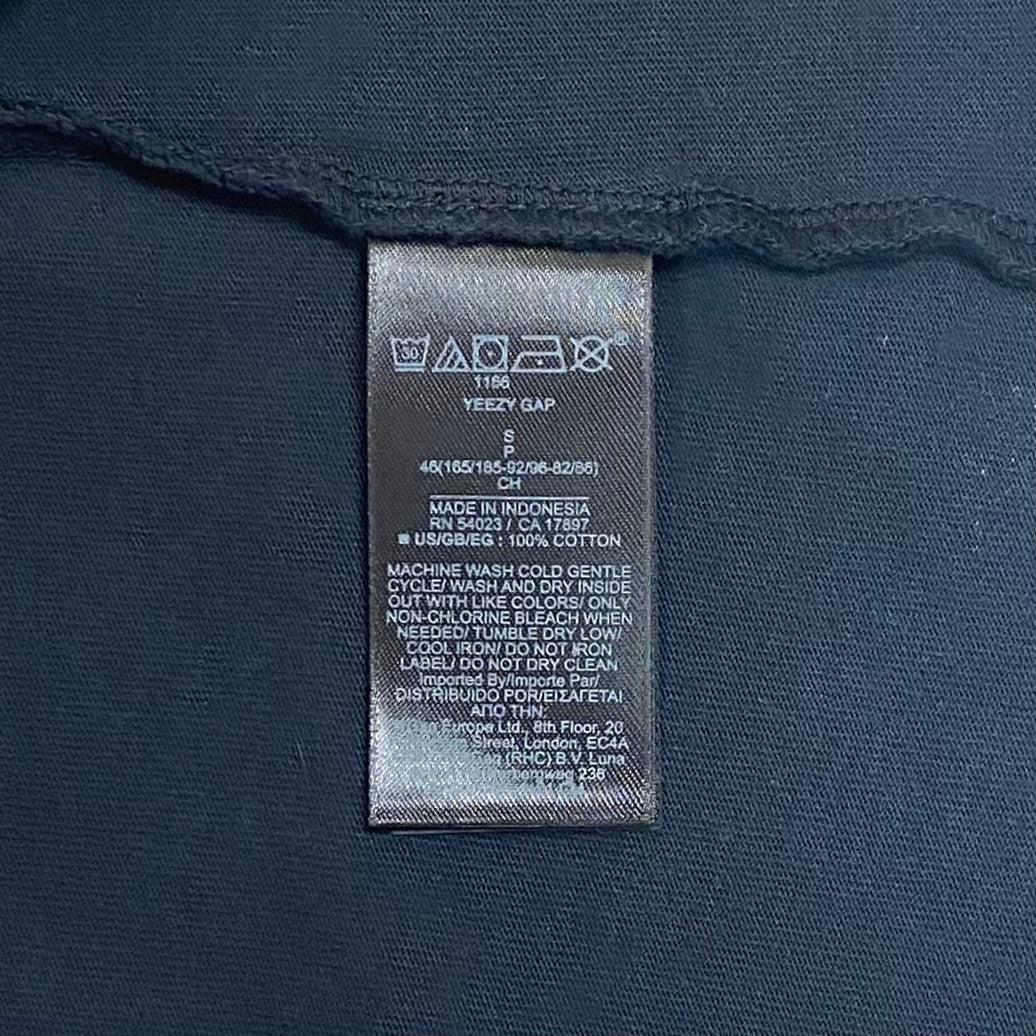 30
®
1166
YEEZY GAP
S
P
46(165/185-92/96-82/86)
CH
MADE IN INDONESIA
RN 54023 / CA 17897
■ US/GB/EG : 100% COTTON
MACHINE WASH COLD GENTLE
CYCLE/ WASH AND DRY INSIDE
OUT WITH LIKE COLORS/ ONLY
NON-CHLORINE BLEACH WHEN
NEEDED/ TUMBLE DRY LOW/
COOL IRON/ DO NOT IRON
LABEL/ DO NOT DRY CLEAN
Imported By/Importe Par/
DISTRIBUIDO POR/ΕΙΣΑΓΕΤΑΙ
ΑΠΟ ΤΗΝ:
Europe Ltd., 8th Floor, 20
Street, London, EC4A
(RHC) B.V. Luna
236